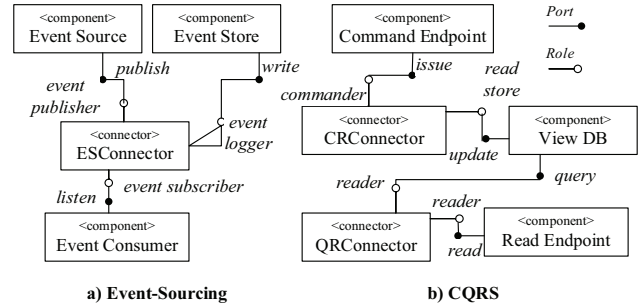 <component>
Event Source
<component>
Event Store
publish
write
event
publisher
<connector>
ESConnector
event
logger
event subscriber
listen
<component>
Event Consumer
a) Event-Sourcing
<component>
Command Endpoint
Port
Role
issue
commander
read
store
<connector>
CRConnector
<component>
View DB
update
query
reader
<connector>
QRConnector
reader
read
<component>
Read Endpoint
b) CQRS